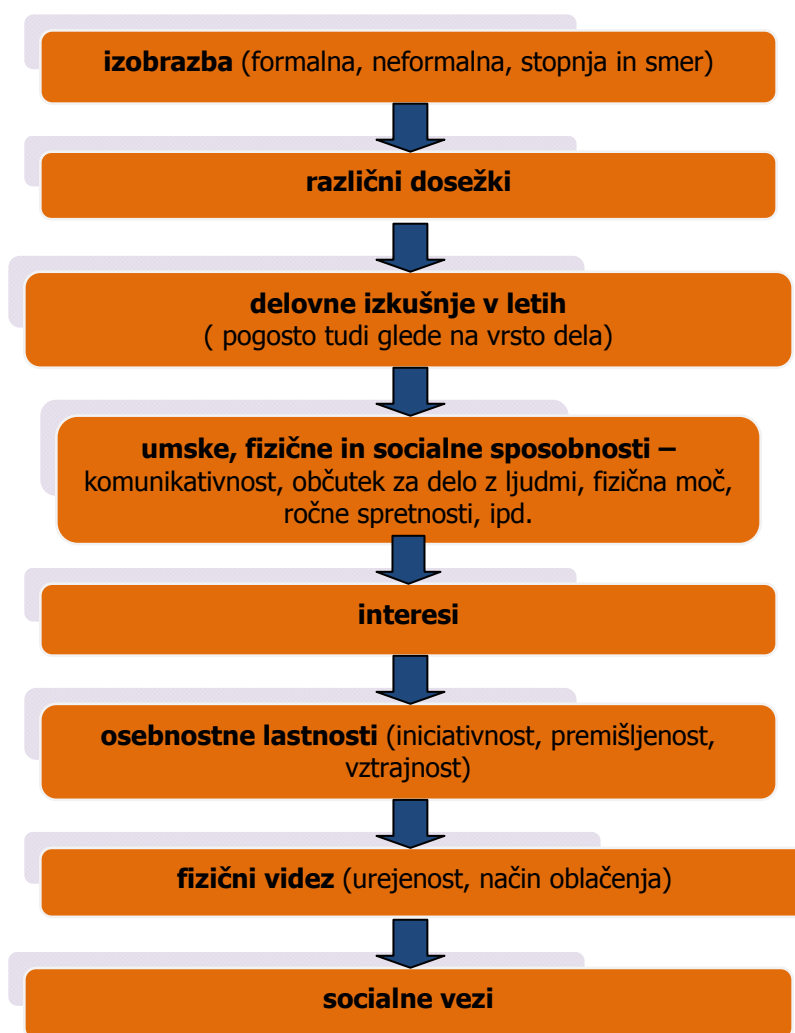 izobrazba (formalna, neformalna, stopnja in smer)
različni dosežki
delovne izkušnje v letih
( pogosto tudi glede na vrsto dela)
umske, fizične in socialne sposobnosti –
komunikativnost, občutek za delo z ljudmi, fizična moč,
ročne spretnosti, ipd.
interesi
osebnostne lastnosti (iniciativnost, premišljenost,
vztrajnost)
fizični videz (urejenost, način oblačenja)
socialne vezi